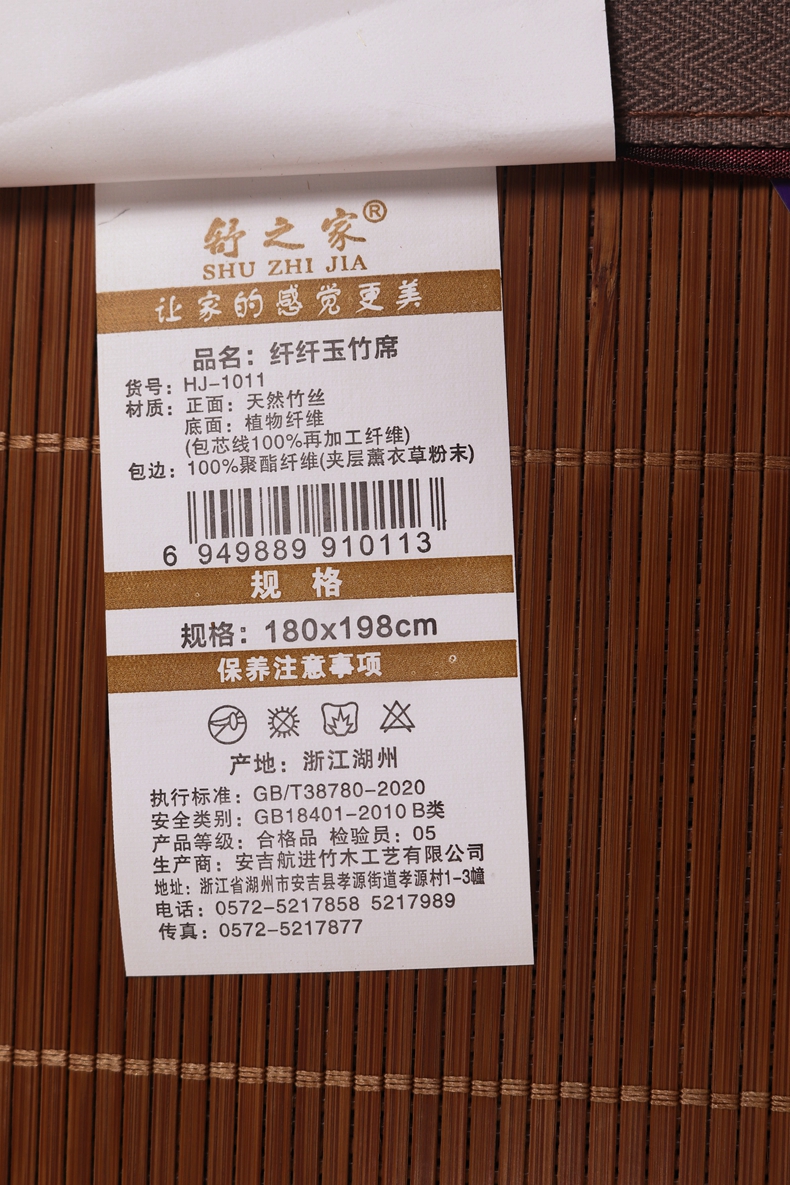 舒之家®
SHU ZHI JIA
让家的感觉更美
品名：纤纤玉竹席
货号：HJ-1011
材质：正面：天然竹丝
底面：植物纤维
(包芯线100%再加工纤维)
包边：100%聚酯纤维(夹层薰衣草粉末)
6 949889 910113
规 格
规格：180x198cm
保养注意事项
产地：浙江湖州
执行标准：GB/T38780-2020
安全类别：GB18401-2010 B类
产品等级：合格品 检验员：05
生产商：安吉航进竹木工艺有限公司
地址：浙江省湖州市安吉县孝源街道孝源村1-3幢
电话：0572-5217858 5217989
传真：0572-5217877